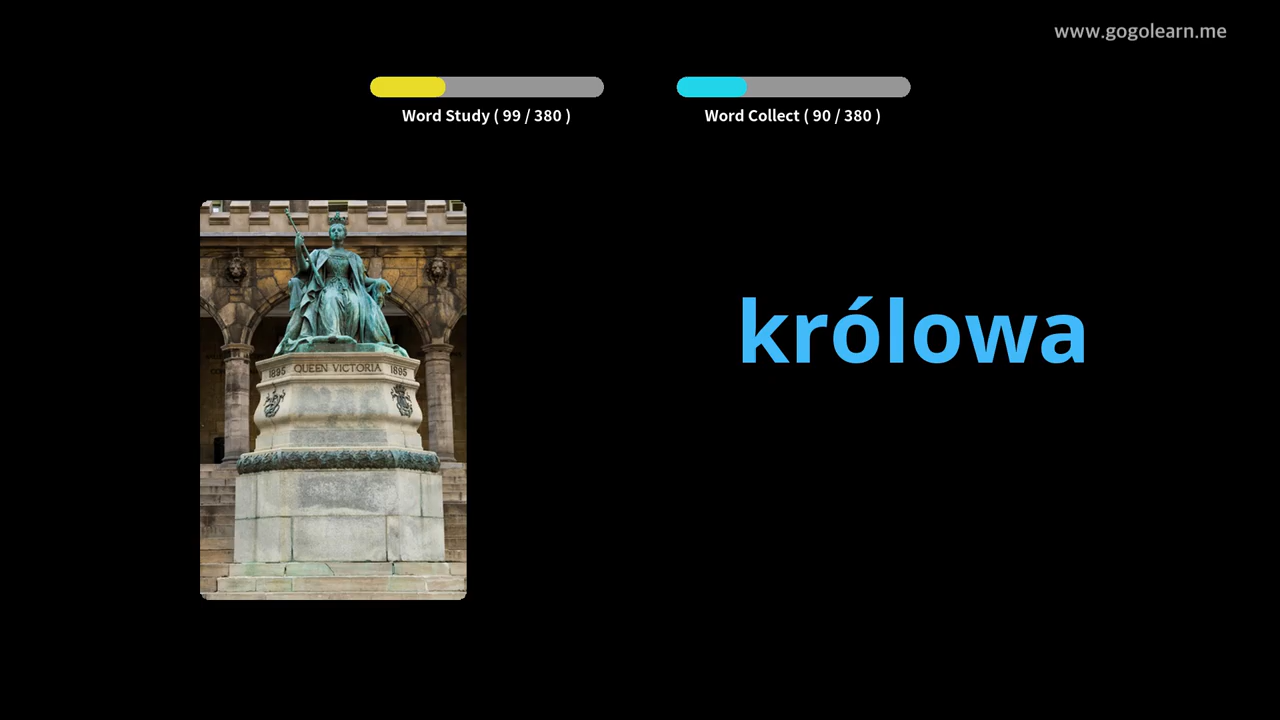 www.gogolearn.me
Word Study ( 99 / 380 )
Word Collect ( 90 / 380 )
królowa
1895 QUEEN VICTORIA 1895